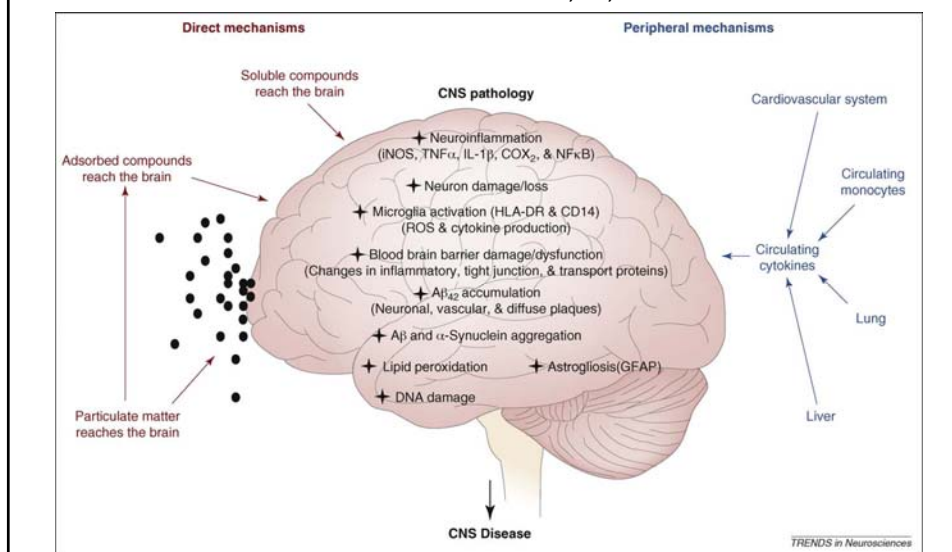 Direct mechanisms
Peripheral mechanisms
Soluble compounds
reach the brain
CNS pathology
Cardiovascular system
Adsorbed compounds
reach the brain
Neuroinflammation
(iNOS, TNFα, IL-1β, COX₂, & NFκB)
Neuron damage/loss
Microglia activation (HLA-DR & CD14)
(ROS & cytokine production)
Blood brain barrier damage/dysfunction
(Changes in inflammatory, tight junction, & transport proteins)
Aβ₄₂ accumulation
(Neuronal, vascular, & diffuse plaques)
Aβ and α-Synuclein aggregation
Lipid peroxidation
Astrogliosis(GFAP)
DNA damage
Circulating
monocytes
Circulating
cytokines
Lung
Liver
Particulate matter
reaches the brain
CNS Disease
TRENDS in Neurosciences